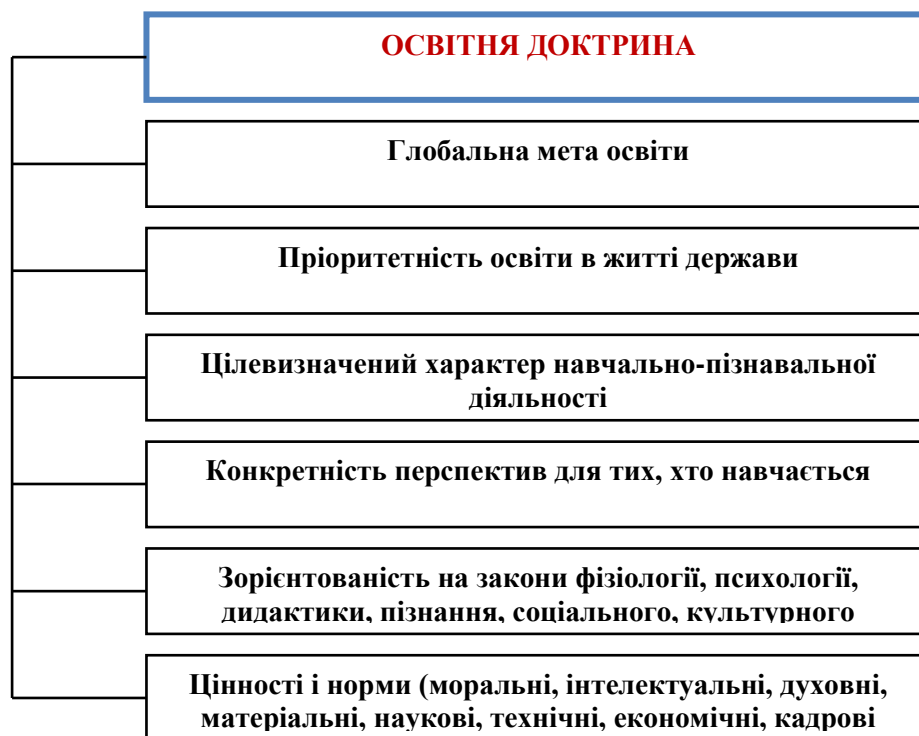 ОСВІТНЯ ДОКТРИНА
Глобальна мета освіти
Пріоритетність освіти в житті держави
Цілевизначений характер навчально-пізнавальної
діяльності
Конкретність перспектив для тих, хто навчається
Зорієнтованість на закони фізіології, психології,
дидактики, пізнання, соціального, культурного
Цінності і норми (моральні, інтелектуальні, духовні,
матеріальні, наукові, технічні, економічні, кадрові